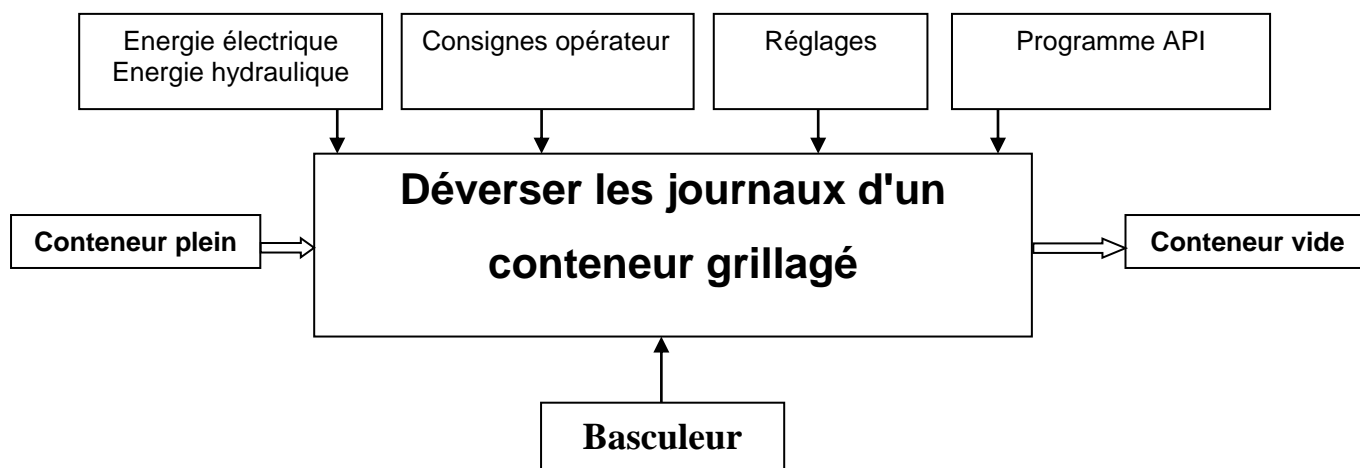 Energie électrique
Energie hydraulique
Consignes opérateur
Réglages
Programme API
Déverser les journaux d'un
conteneur grillagé
Conteneur plein
Conteneur vide
Basculeur